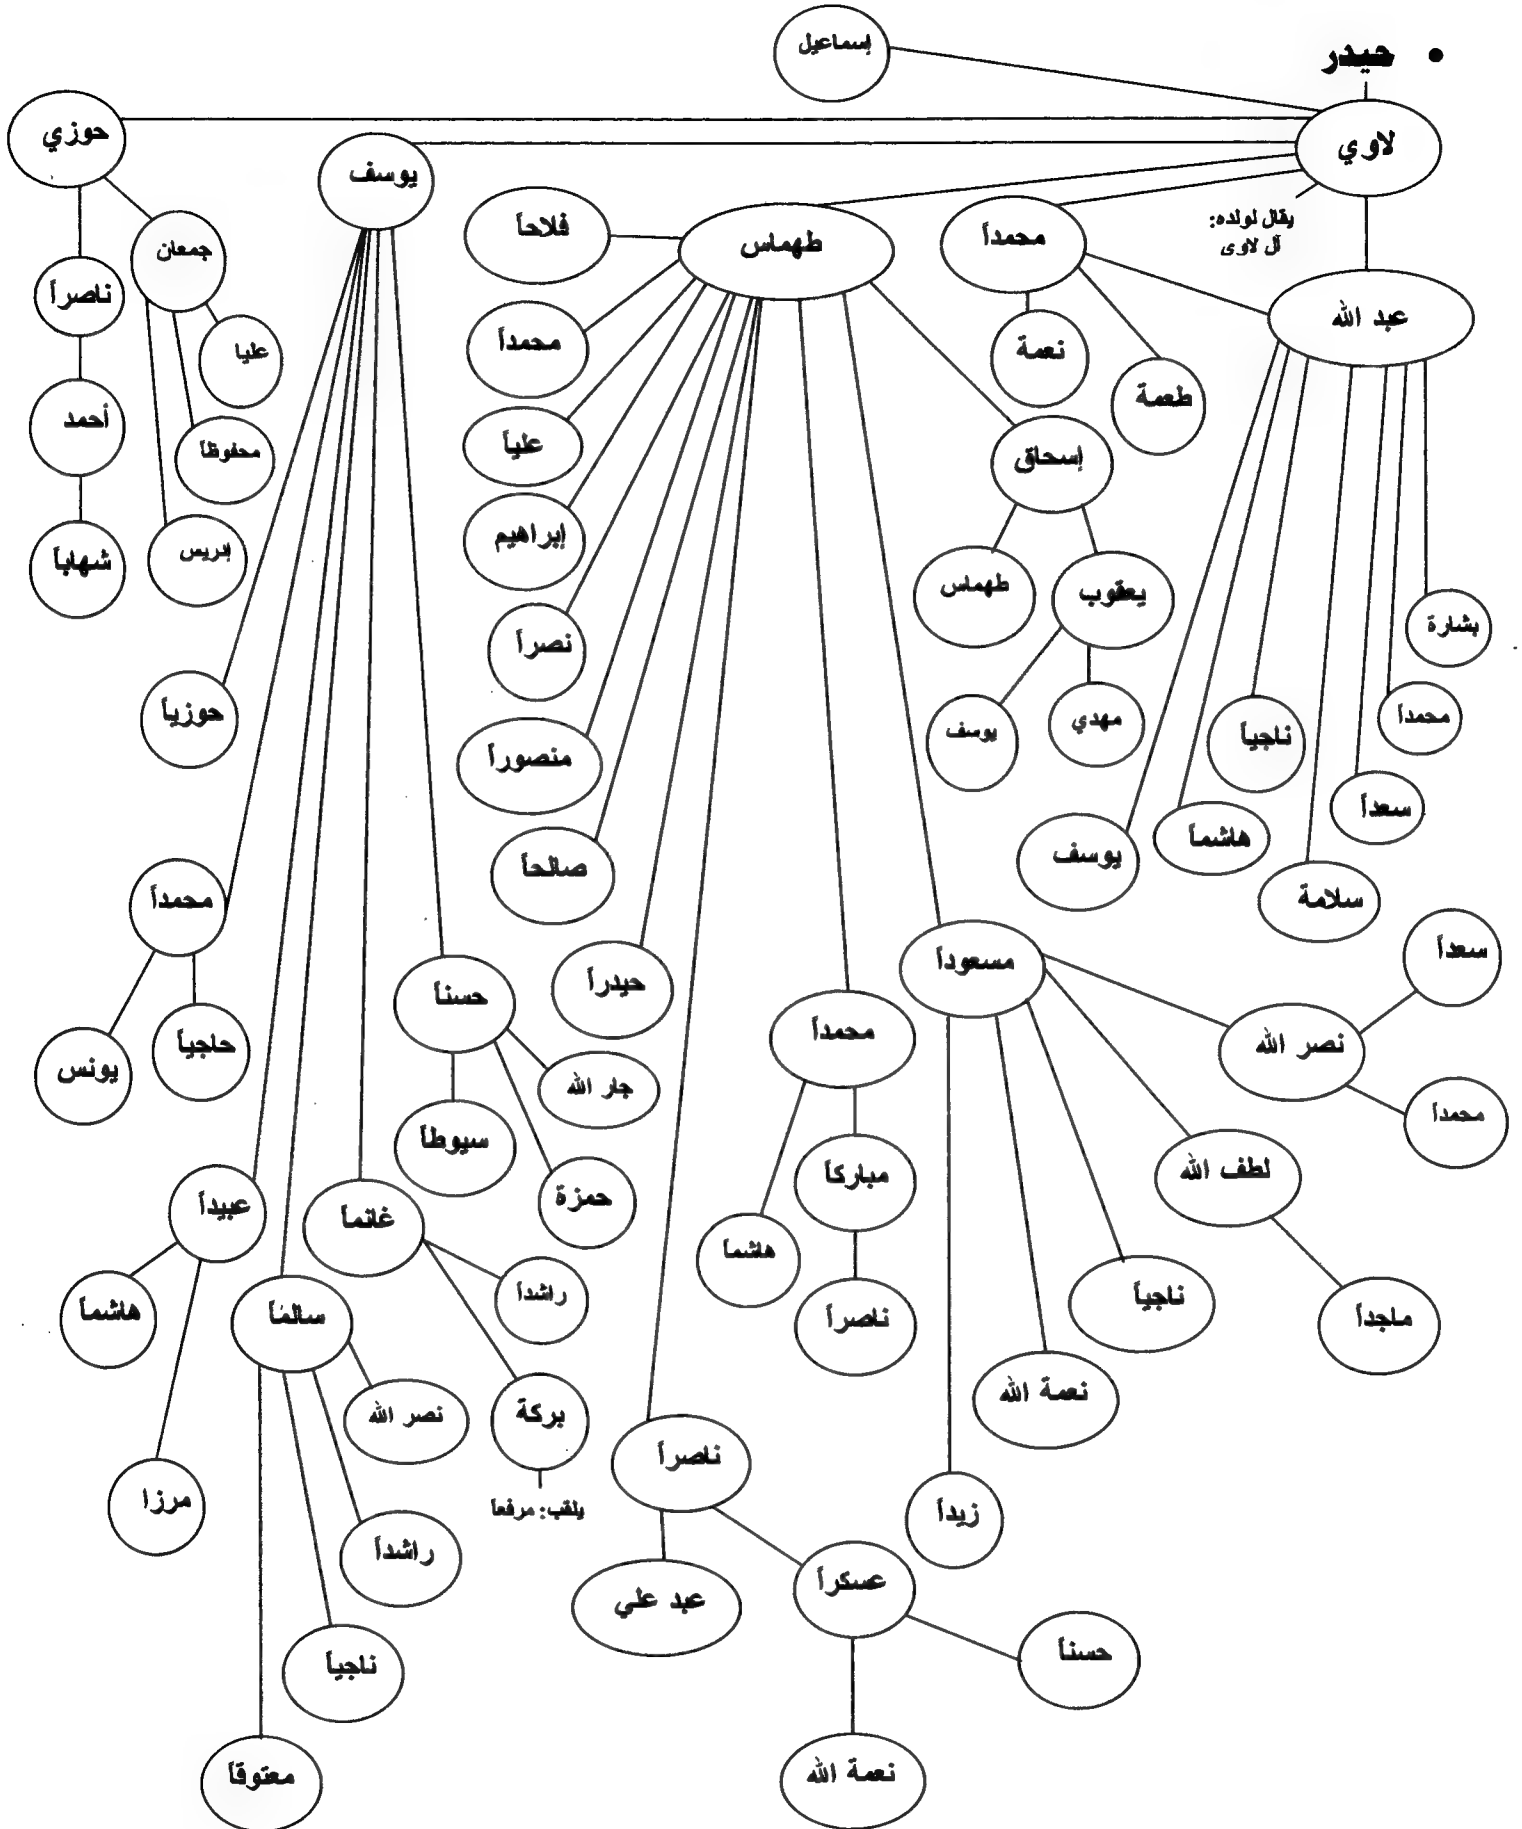 • حيدر
إسماعيل
لاوي
حوزي
يوسف
يقال لولده:
آل لاوي
محمداً
طهماس
فلاحاً
جمعان
عبد الله
ناصراً
محمداً
نعمة
علياً
طعمة
أحمد
علياً
محفوظاً
إسحاق
إبراهيم
شهاباً
إدريس
طهماس
يعقوب
بشارة
نصراً
حوزياً
يوسف
مهدي
محمداً
ناجياً
منصوراً
سعداً
هاشماً
يوسف
صالحاً
سلامة
محمداً
سعداً
مسعوداً
حسناً
حيدراً
محمداً
نصر الله
يونس
حاجياً
جار الله
محمداً
سيوطاً
لطف الله
مباركاً
حمزة
عبيداً
غانماً
هاشماً
راشداً
ناجياً
هاشماً
سالماً
ناصراً
ماجداً
نعمة الله
نصر الله
بركة
ناصراً
يلقب: مرفعاً
مرزا
زيداً
راشداً
عبد علي
عسكراً
حسناً
ناجياً
معتوقاً
نعمة الله